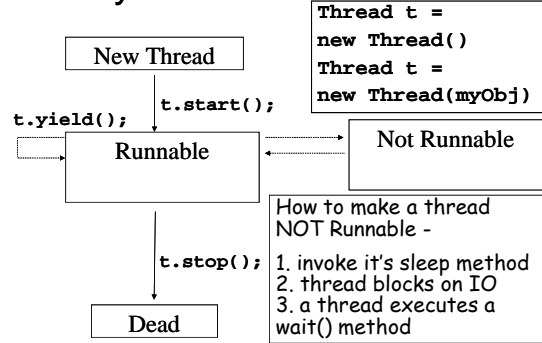 Thread t =
new Thread()
Thread t =
new Thread(myObj)
New Thread
t.start();
t.yield();
Runnable
Not Runnable
How to make a thread
NOT Runnable -
1. invoke it's sleep method
2. thread blocks on IO
3. a thread executes a
wait() method
t.stop();
Dead